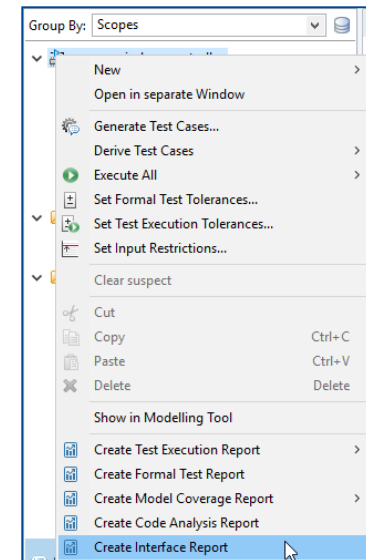 Group By: Scopes
New
Open in separate Window
Generate Test Cases...
Derive Test Cases
Execute All
Set Formal Test Tolerances...
Set Test Execution Tolerances...
Set Input Restrictions...
Clear suspect
Cut
Copy Ctrl+C
Paste Ctrl+V
Delete Delete
Show in Modelling Tool
Create Test Execution Report
Create Formal Test Report
Create Model Coverage Report
Create Code Analysis Report
Create Interface Report